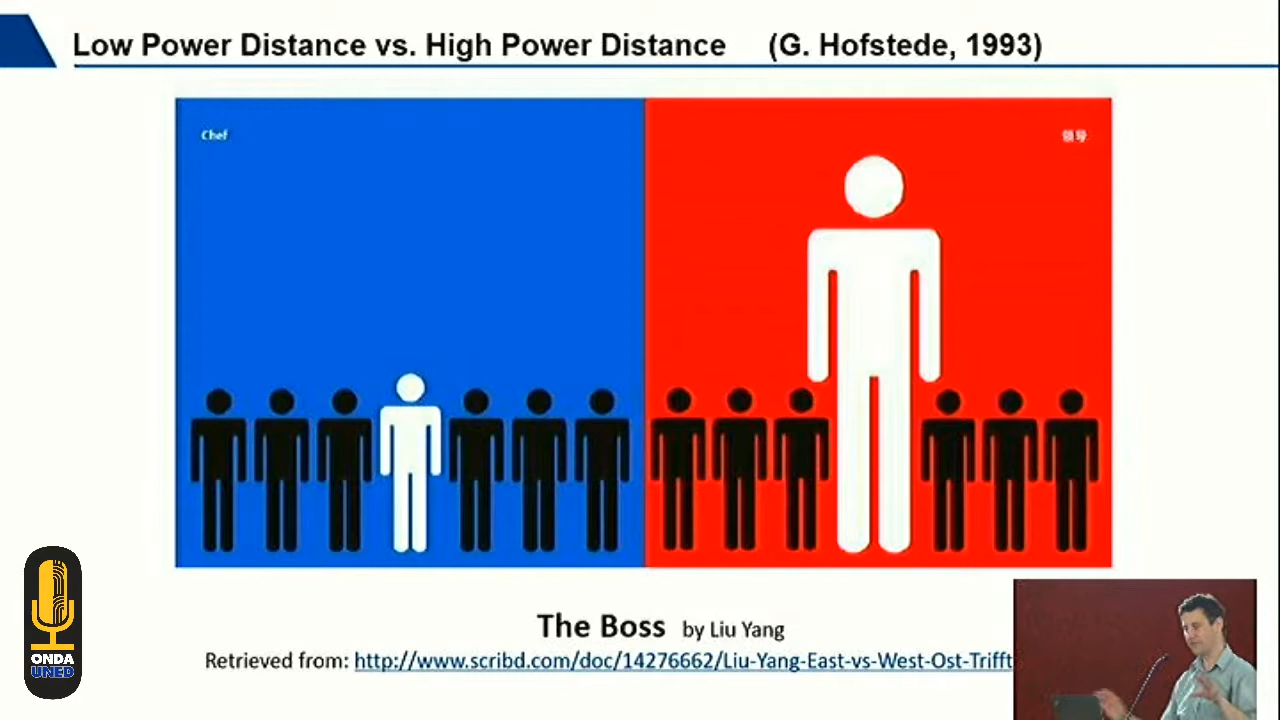 Low Power Distance vs. High Power Distance (G. Hofstede, 1993)
Chef
领导
The Boss by Liu Yang
Retrieved from: http://www.scribd.com/doc/14276662/Liu-Yang-East-vs-West-Ost-Trifft
ONDA
UNED